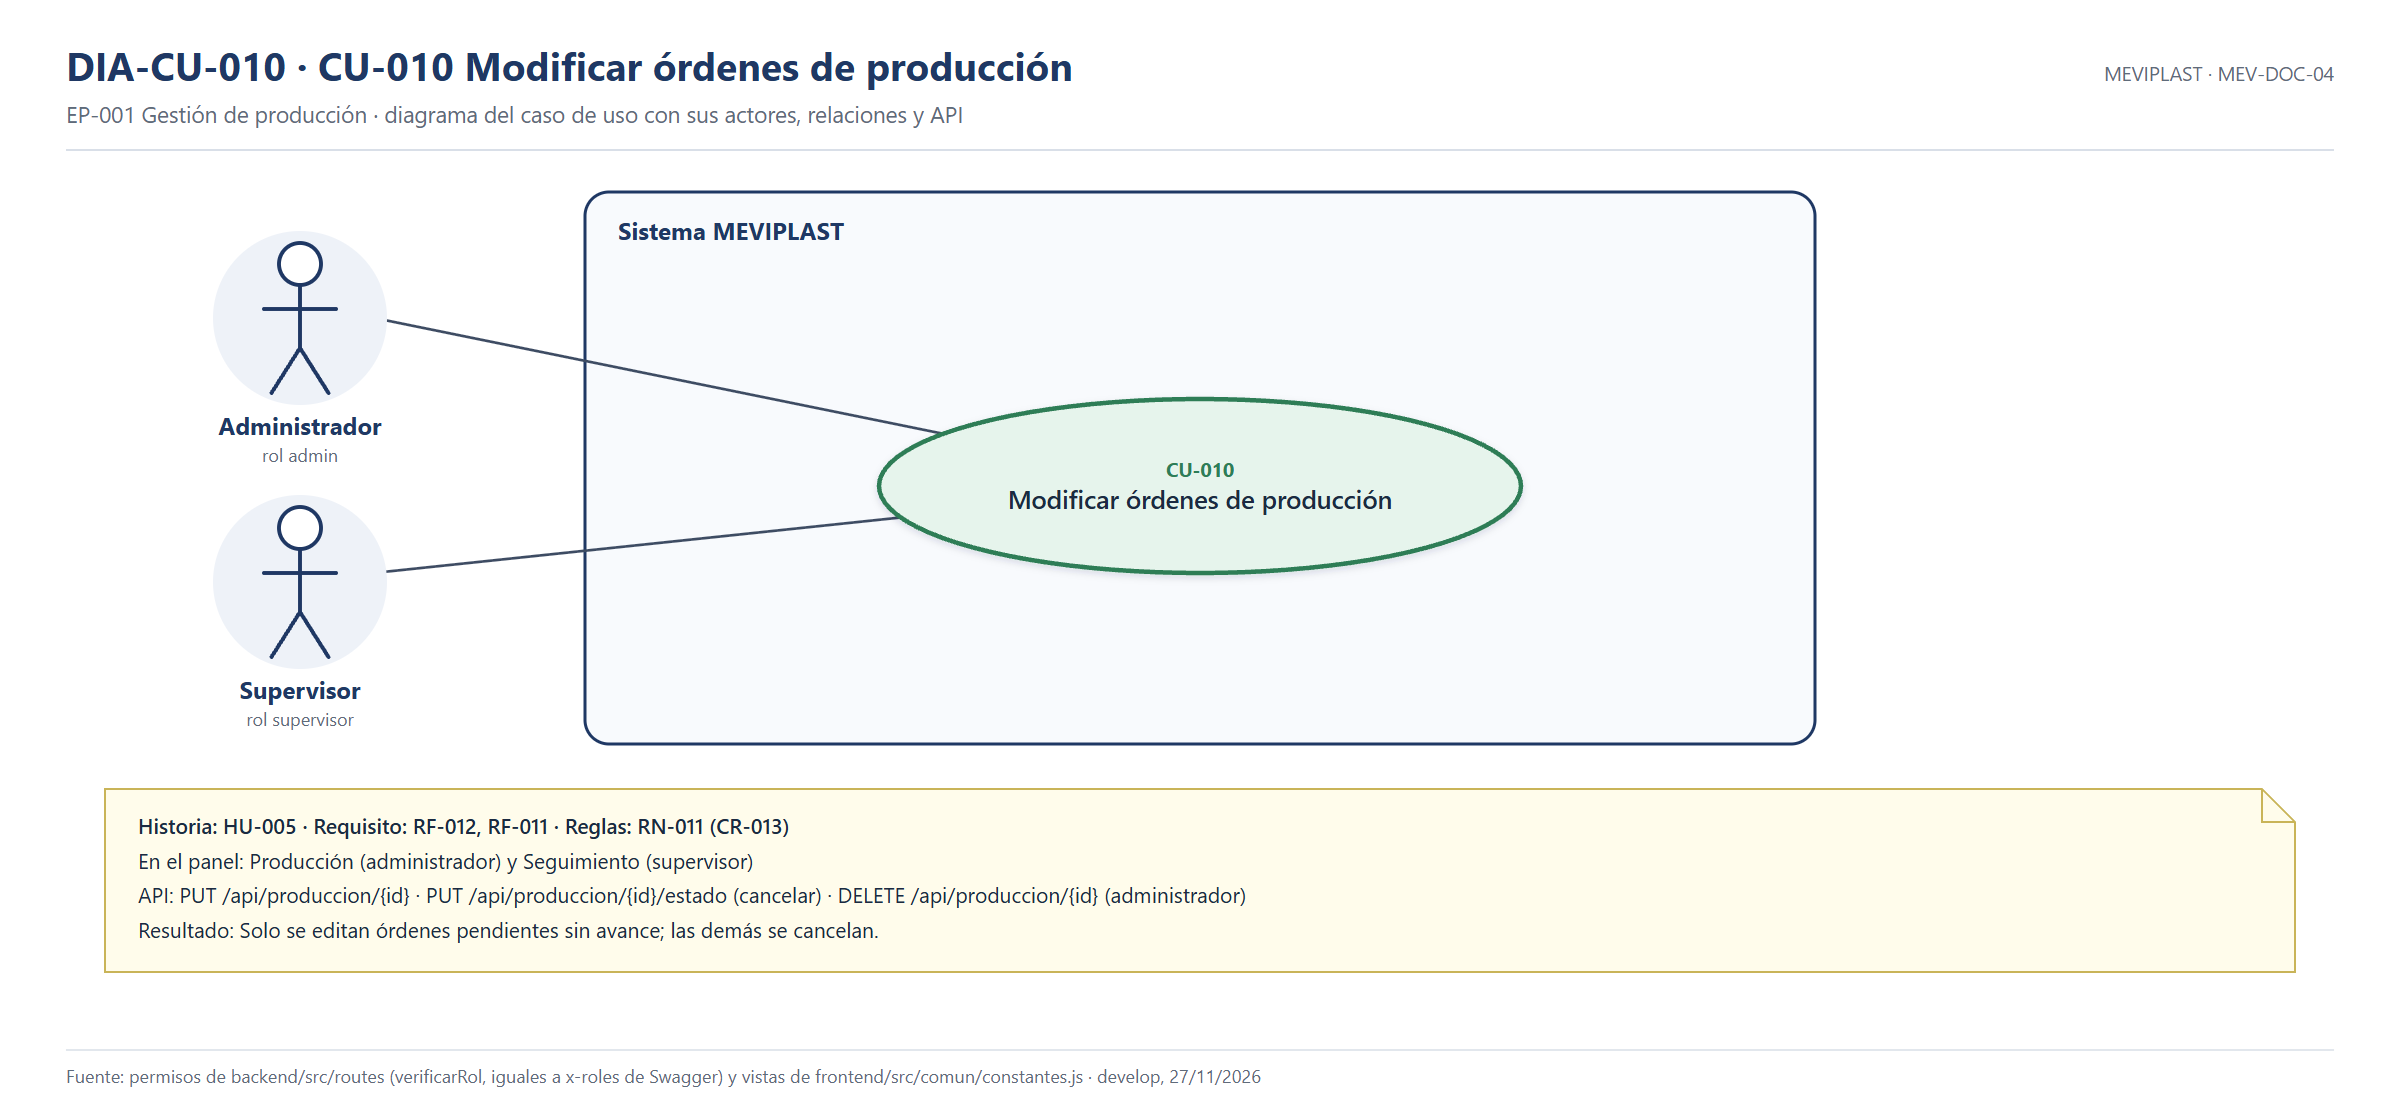 DIA-CU-010 · CU-010 Modificar órdenes de producción
MEVIPLAST · MEV-DOC-04
EP-001 Gestión de producción · diagrama del caso de uso con sus actores, relaciones y API
Sistema MEVIPLAST
Administrador
rol admin
CU-010
Modificar órdenes de producción
Supervisor
rol supervisor
Historia: HU-005 · Requisito: RF-012, RF-011 · Reglas: RN-011 (CR-013)
En el panel: Producción (administrador) y Seguimiento (supervisor)
API: PUT /api/produccion/{id} · PUT /api/produccion/{id}/estado (cancelar) · DELETE /api/produccion/{id} (administrador)
Resultado: Solo se editan órdenes pendientes sin avance; las demás se cancelan.
Fuente: permisos de backend/src/routes (verificarRol, iguales a x-roles de Swagger) y vistas de frontend/src/comun/constantes.js · develop, 27/11/2026